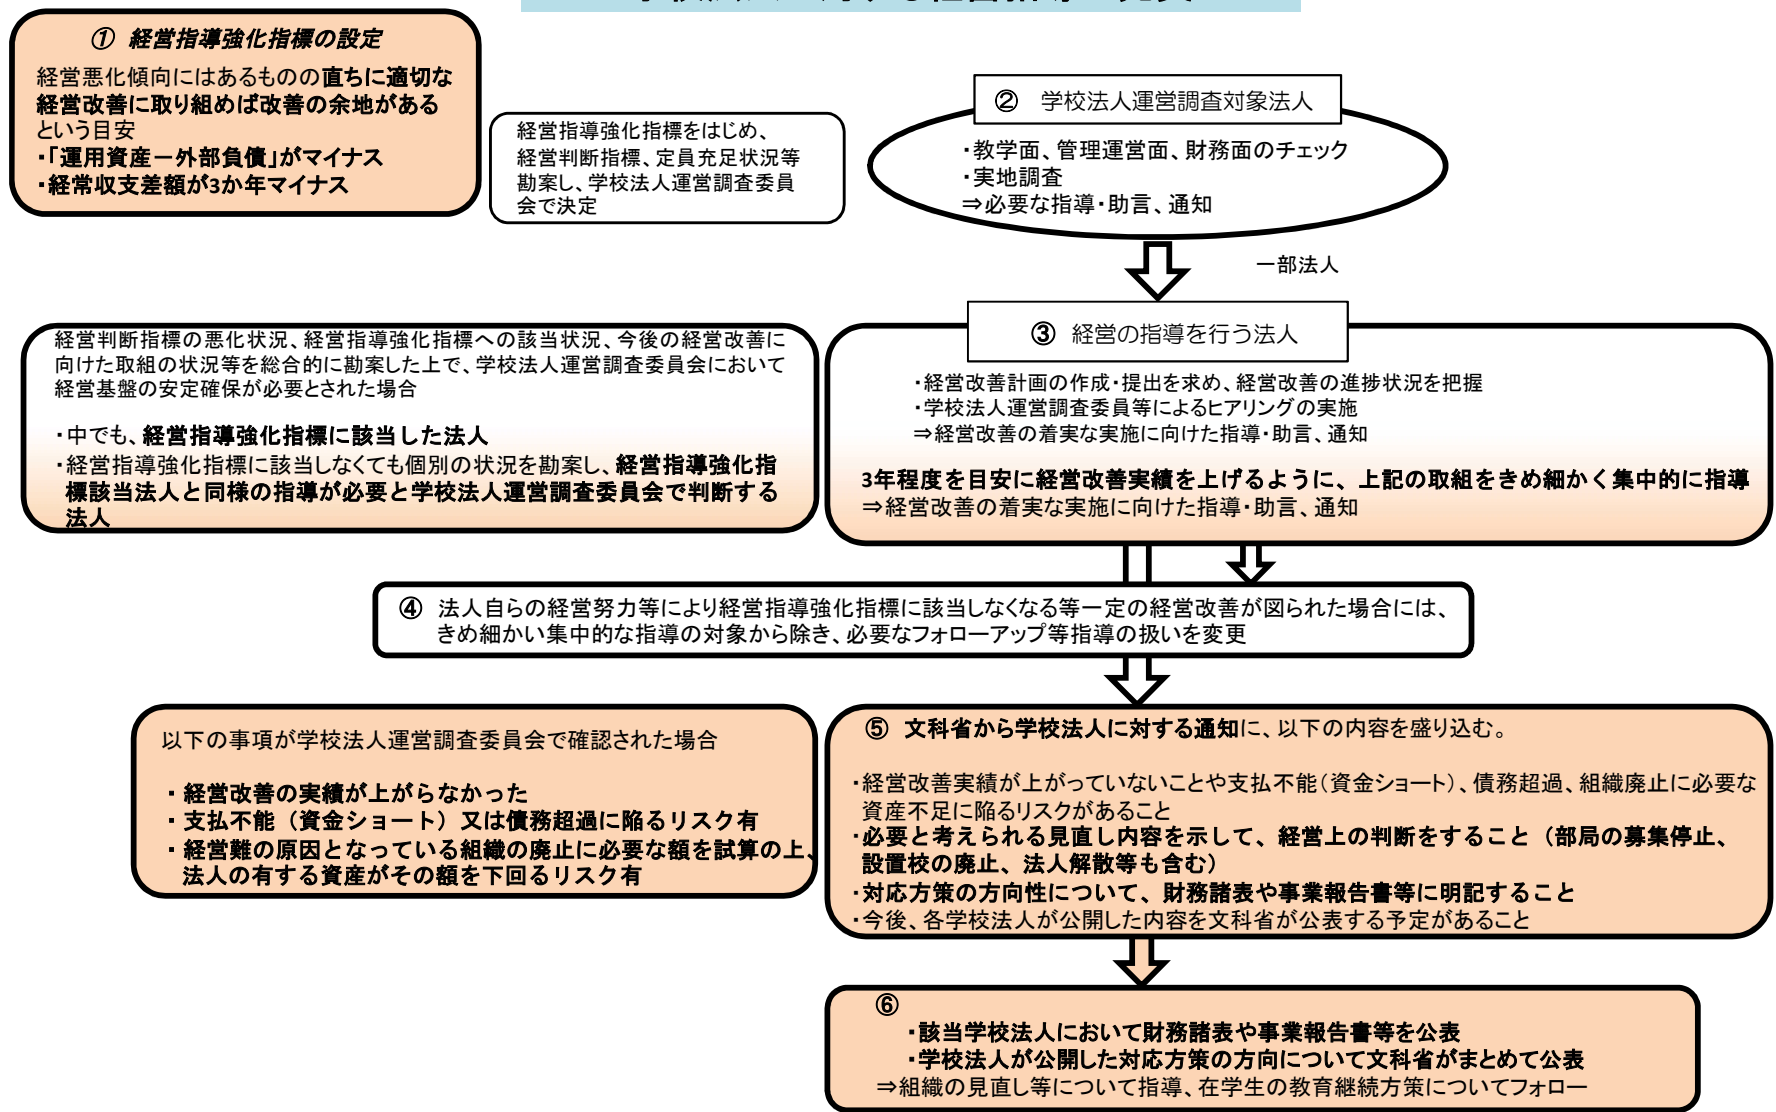 ① 経営指導強化指標の設定
経営悪化傾向にはあるものの直ちに適切な
経営改善に取り組めば改善の余地がある
という目安
・「運用資産－外部負債」がマイナス
・経常収支差額が3か年マイナス
経営指導強化指標をはじめ、
経営判断指標、定員充足状況等
勘案し、学校法人運営調査委員
会で決定
② 学校法人運営調査対象法人
・教学面、管理運営面、財務面のチェック
・実地調査
⇒必要な指導・助言、通知
一部法人
経営判断指標の悪化状況、経営指導強化指標への該当状況、今後の経営改善に
向けた取組の状況等を総合的に勘案した上で、学校法人運営調査委員会において
経営基盤の安定確保が必要とされた場合
・中でも、経営指導強化指標に該当した法人
・経営指導強化指標に該当しなくても個別の状況を勘案し、経営指導強化指
標該当法人と同様の指導が必要と学校法人運営調査委員会で判断する
法人
③ 経営の指導を行う法人
・経営改善計画の作成・提出を求め、経営改善の進捗状況を把握
・学校法人運営調査委員等によるヒアリングの実施
⇒経営改善の着実な実施に向けた指導・助言、通知
3年程度を目安に経営改善実績を上げるように、上記の取組をきめ細かく集中的に指導
⇒経営改善の着実な実施に向けた指導・助言、通知
④ 法人自らの経営努力等により経営指導強化指標に該当しなくなる等一定の経営改善が図られた場合には、
きめ細かい集中的な指導の対象から除き、必要なフォローアップ等指導の扱いを変更
以下の事項が学校法人運営調査委員会で確認された場合
・経営改善の実績が上がらなかった
・支払不能（資金ショート）又は債務超過に陥るリスク有
・経営難の原因となっている組織の廃止に必要な額を試算の上、
法人の有する資産がその額を下回るリスク有
⑤ 文科省から学校法人に対する通知に、以下の内容を盛り込む。
・経営改善実績が上がっていないことや支払不能（資金ショート）、債務超過、組織廃止に必要な
資産不足に陥るリスクがあること
・必要と考えられる見直し内容を示して、経営上の判断をすること（部局の募集停止、
設置校の廃止、法人解散等も含む）
・対応方策の方向性について、財務諸表や事業報告書等に明記すること
・今後、各学校法人が公開した内容を文科省が公表する予定があること
⑥
・該当学校法人において財務諸表や事業報告書等を公表
・学校法人が公開した対応方策の方向について文科省がまとめて公表
⇒組織の見直し等について指導、在学生の教育継続方策についてフォロー